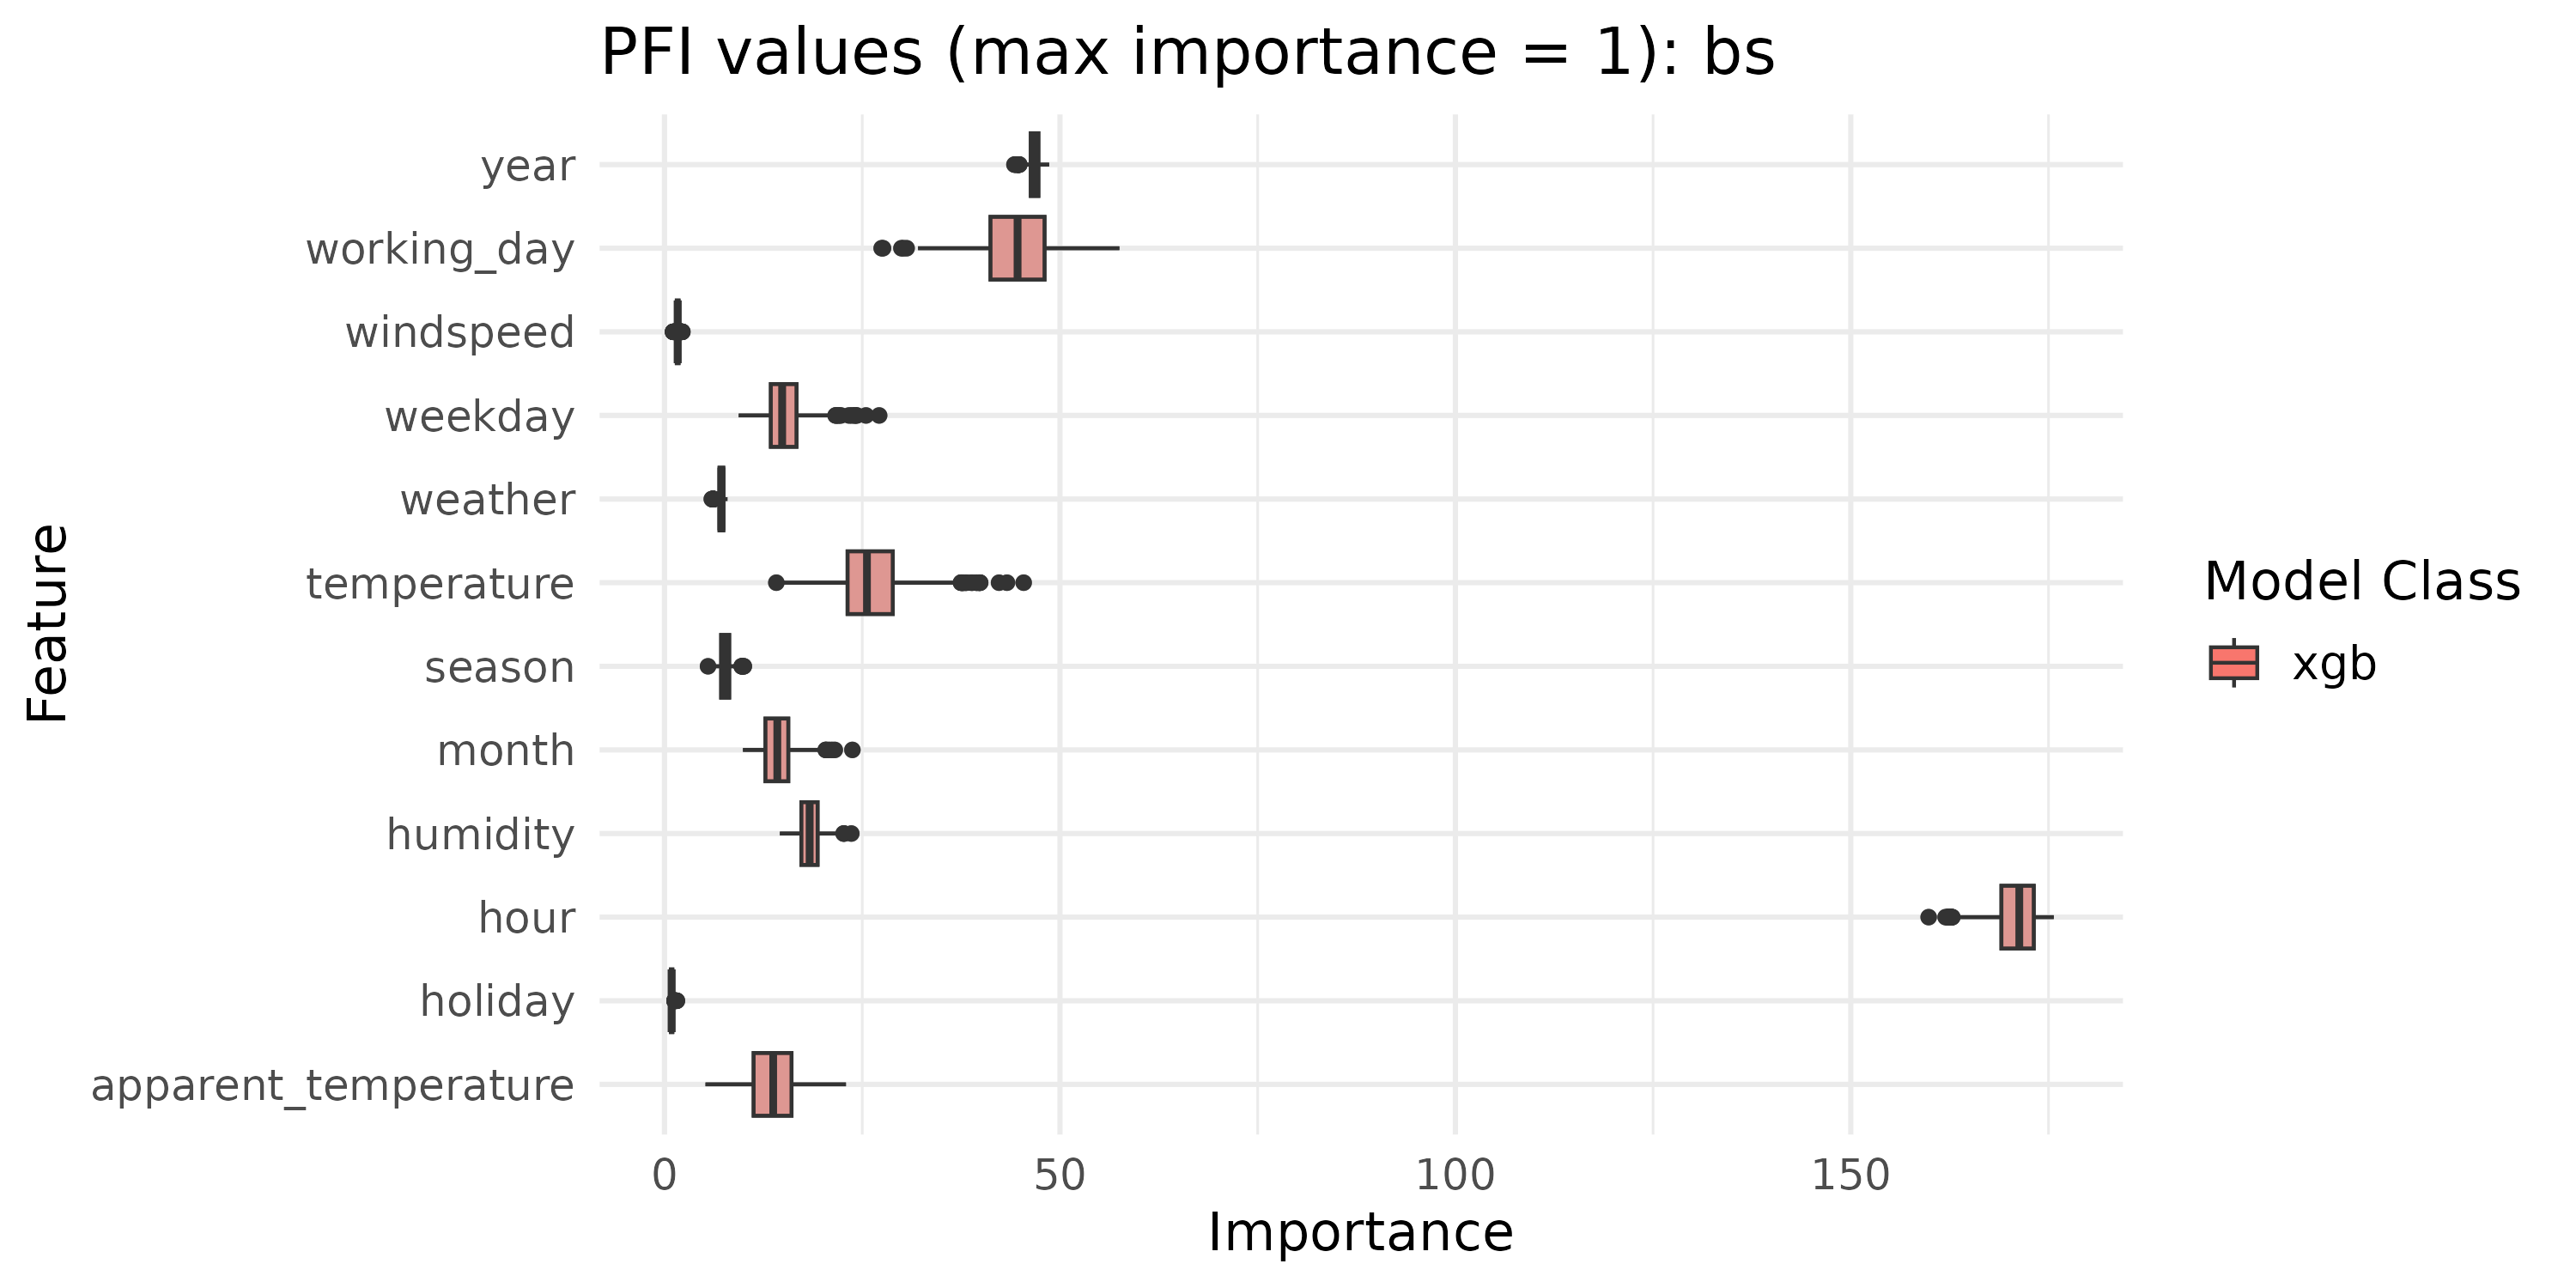 PFI values (max importance = 1): bs
year
working_day
windspeed
weekday
weather
temperature
season
month
humidity
hour
holiday
apparent_temperature
Feature
0 50 100 150
Importance
Model Class
xgb